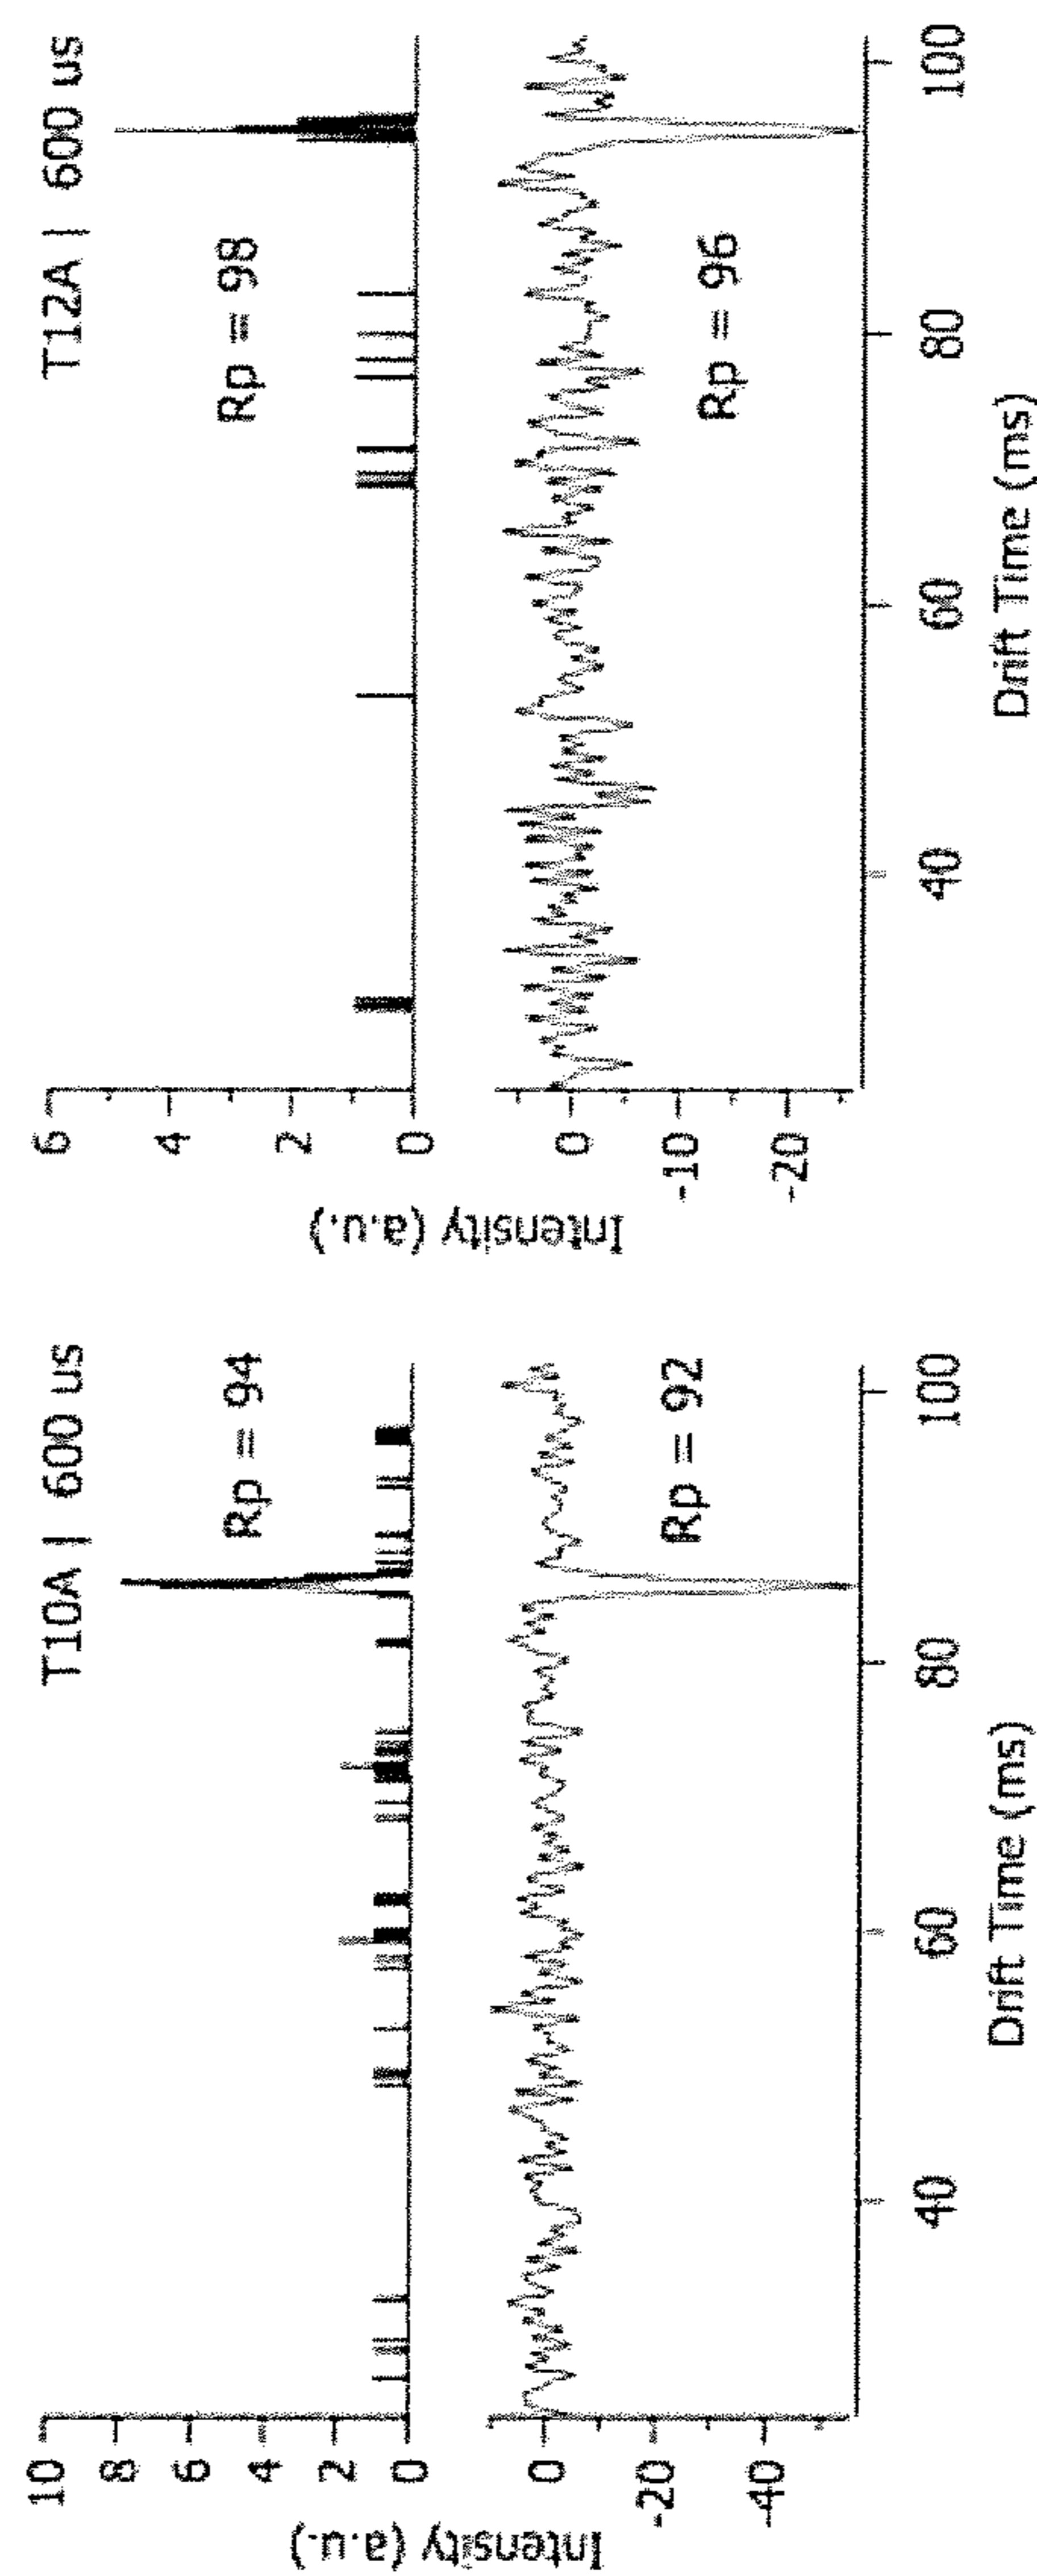 T10A | 600 us
Rp = 94
10
8
6
4
2
0
Intensity (a.u.)
Rp = 92
0
-20
-40
40
60
80
100
Drift Time (ms)
T12A | 600 us
Rp = 98
6
4
2
0
Intensity (a.u.)
Rp = 96
0
-10
-20
40
60
80
100
Drift Time (ms)